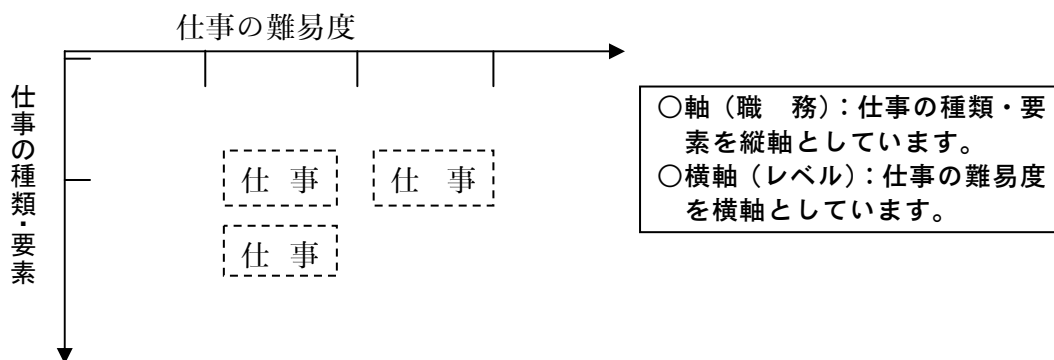 仕事の難易度
仕事の種類・要素
仕 事
仕 事
仕 事
○軸（職 務）：仕事の種類・要
素を縦軸としています。
○横軸（レベル）：仕事の難易度
を横軸としています。